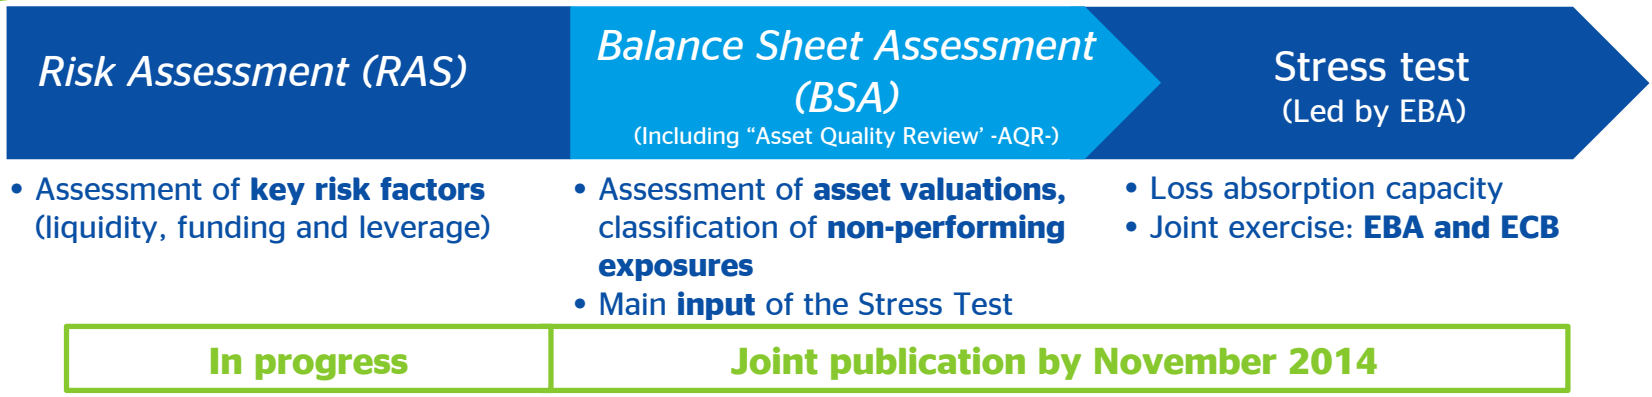 Risk Assessment (RAS)
Balance Sheet Assessment
(BSA)
(Including “Asset Quality Review’ -AQR-)
Stress test
(Led by EBA)
• Assessment of key risk factors
(liquidity, funding and leverage)
• Assessment of asset valuations,
classification of non-performing
exposures
• Main input of the Stress Test
• Loss absorption capacity
• Joint exercise: EBA and ECB
In progress
Joint publication by November 2014